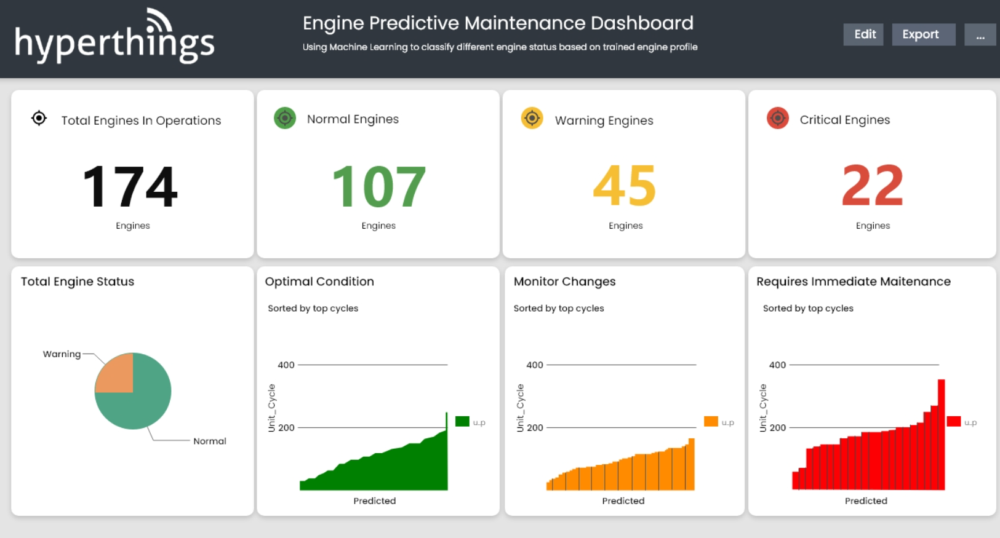 hyperthings
Engine Predictive Maintenance Dashboard
Using Machine Learning to classify different engine status based on trained engine profile
Edit
Export
...
Total Engines In Operations
174
Engines
Normal Engines
107
Engines
Warning Engines
45
Engines
Critical Engines
22
Engines
Total Engine Status
Warning
Normal
Optimal Condition
Sorted by top cycles
400
Unit_Cycle
200
u..p
Predicted
Monitor Changes
Sorted by top cycles
400
Unit_Cycle
200
u..p
Predicted
Requires Immediate Maitenance
Sorted by top cycles
400
Unit_Cycle
200
u..p
Predicted